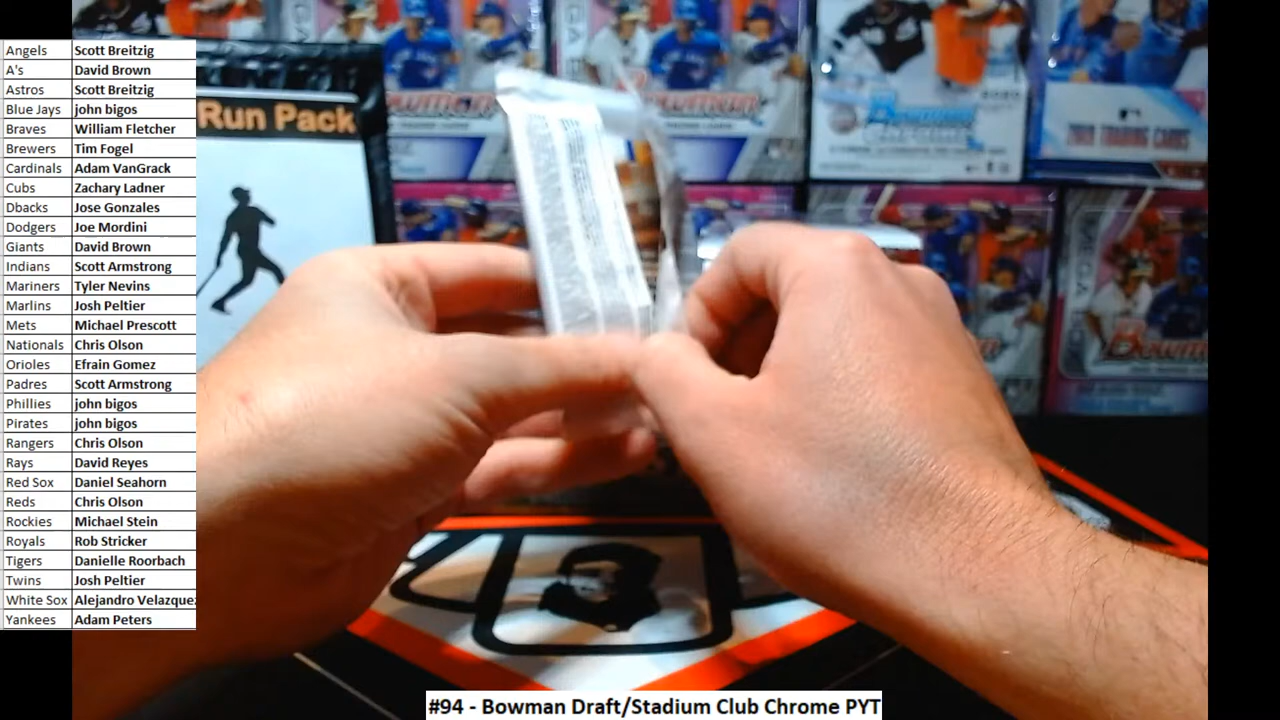 Angels Scott Breitzig
A's David Brown
Astros Scott Breitzig
Blue Jays john bigos
Braves William Fletcher
Brewers Tim Fogel
Cardinals Adam VanGrack
Cubs Zachary Ladner
Dbacks Jose Gonzales
Dodgers Joe Mordini
Giants David Brown
Indians Scott Armstrong
Mariners Tyler Nevins
Marlins Josh Peltier
Mets Michael Prescott
Nationals Chris Olson
Orioles Efrain Gomez
Padres Scott Armstrong
Phillies john bigos
Pirates john bigos
Rangers Chris Olson
Rays David Reyes
Red Sox Daniel Seahorn
Reds Chris Olson
Rockies Michael Stein
Royals Rob Stricker
Tigers Danielle Roorbach
Twins Josh Peltier
White Sox Alejandro Velazque
Yankees Adam Peters
Run Pack
Bowman
Bowman
#94 - Bowman Draft/Stadium Club Chrome PYT